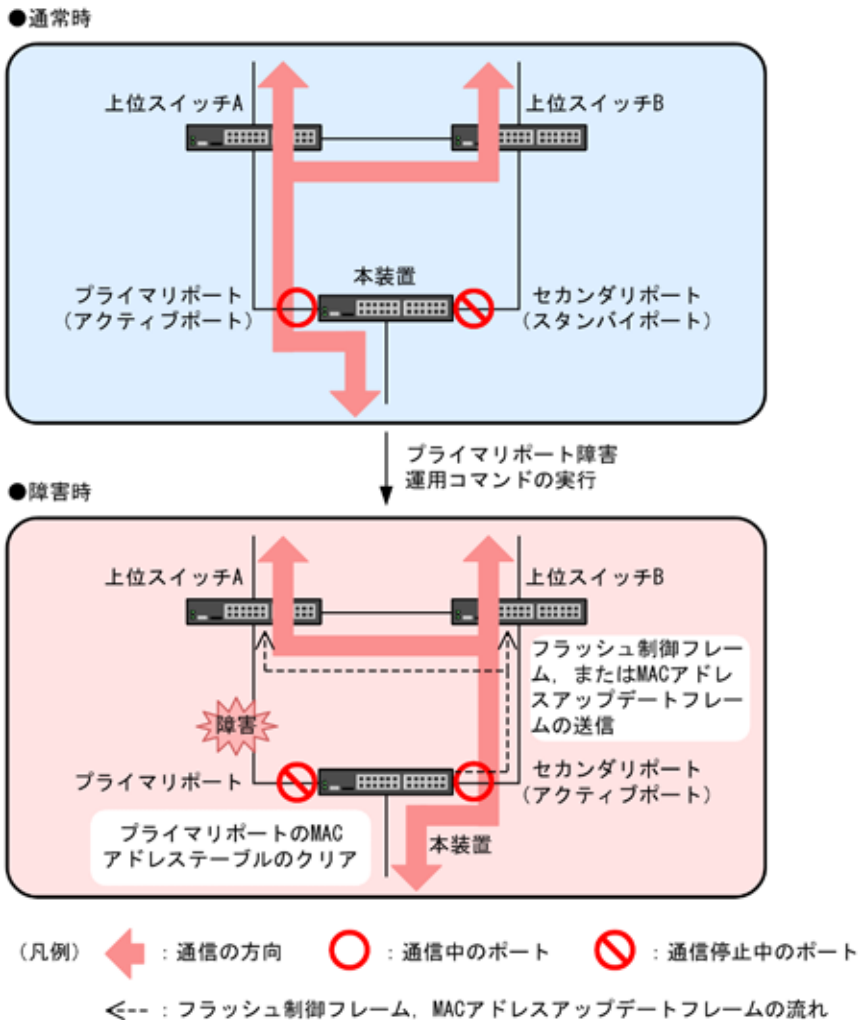 ●通常時
上位スイッチA
上位スイッチB
本装置
プライマリポート
(アクティブポート)
セカンダリポート
(スタンバイポート)
プライマリポート障害
運用コマンドの実行
●障害時
上位スイッチA
上位スイッチB
フラッシュ制御フレー
ム，またはMACアドレ
スアップデートフレー
ムの送信
障害
プライマリポート
セカンダリポート
(アクティブポート)
プライマリポートのMAC
アドレステーブルのクリア
本装置
(凡例)
：通信の方向
：通信中のポート
：通信停止中のポート
：フラッシュ制御フレーム，MACアドレスアップデートフレームの流れ